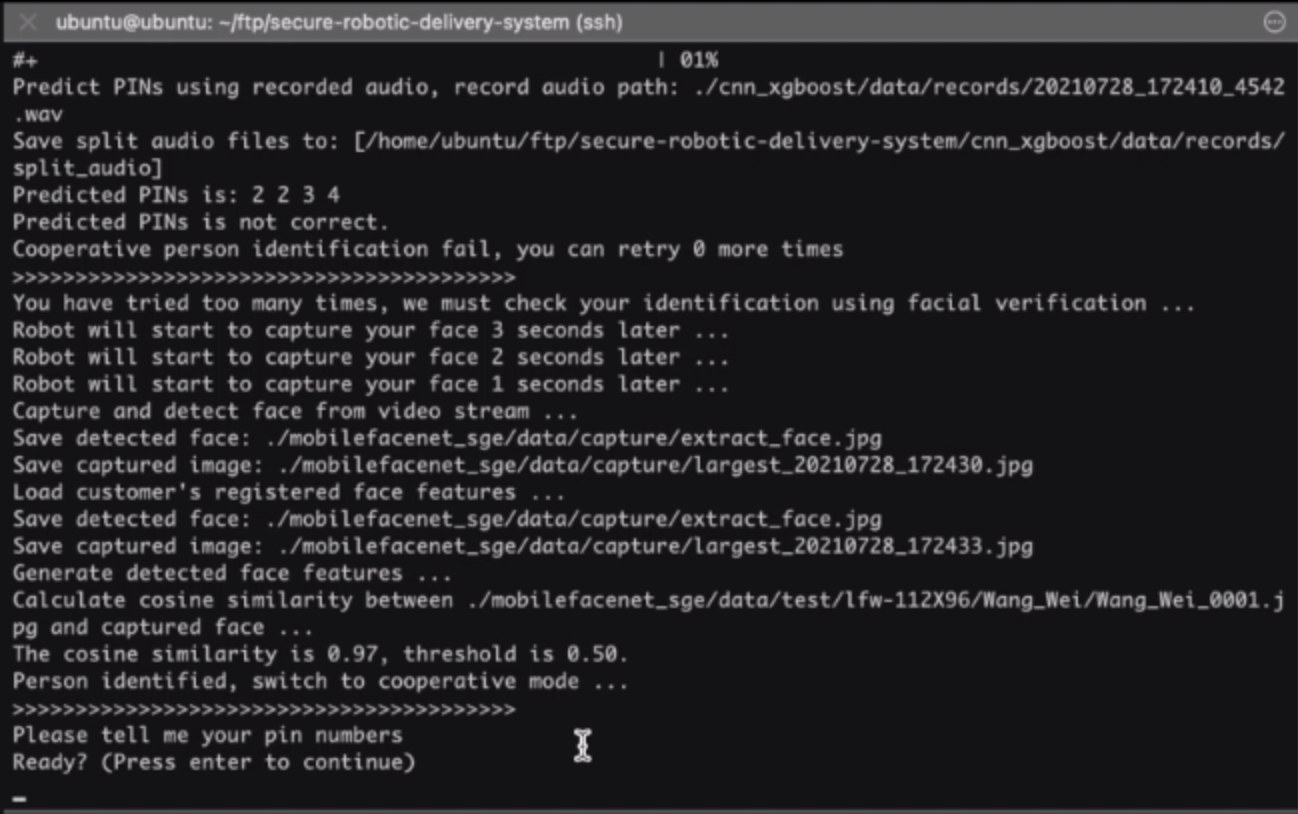 ubuntu@ubuntu: ~/ftp/secure-robotic-delivery-system (ssh)
#+ | 01%
Predict PINs using recorded audio, record audio path: ./cnn_xgboost/data/records/20210728_172410_4542
.wav
Save split audio files to: [/home/ubuntu/ftp/secure-robotic-delivery-system/cnn_xgboost/data/records/
split_audio]
Predicted PINs is: 2 2 3 4
Predicted PINs is not correct.
Cooperative person identification fail, you can retry 0 more times
>>>>>>>>>>>>>>>>>>>>>>>>>>>>>>>>>>>>>>>>
You have tried too many times, we must check your identification using facial verification ...
Robot will start to capture your face 3 seconds later ...
Robot will start to capture your face 2 seconds later ...
Robot will start to capture your face 1 seconds later ...
Capture and detect face from video stream ...
Save detected face: ./mobilefacenet_sge/data/capture/extract_face.jpg
Save captured image: ./mobilefacenet_sge/data/capture/largest_20210728_172430.jpg
Load customer's registered face features ...
Save detected face: ./mobilefacenet_sge/data/capture/extract_face.jpg
Save captured image: ./mobilefacenet_sge/data/capture/largest_20210728_172433.jpg
Generate detected face features ...
Calculate cosine similarity between ./mobilefacenet_sge/data/test/lfw-112X96/Wang_Wei/Wang_Wei_0001.j
pg and captured face ...
The cosine similarity is 0.97, threshold is 0.50.
Person identified, switch to cooperative mode ...
>>>>>>>>>>>>>>>>>>>>>>>>>>>>>>>>>>>>>>>>
Please tell me your pin numbers
Ready? (Press enter to continue)